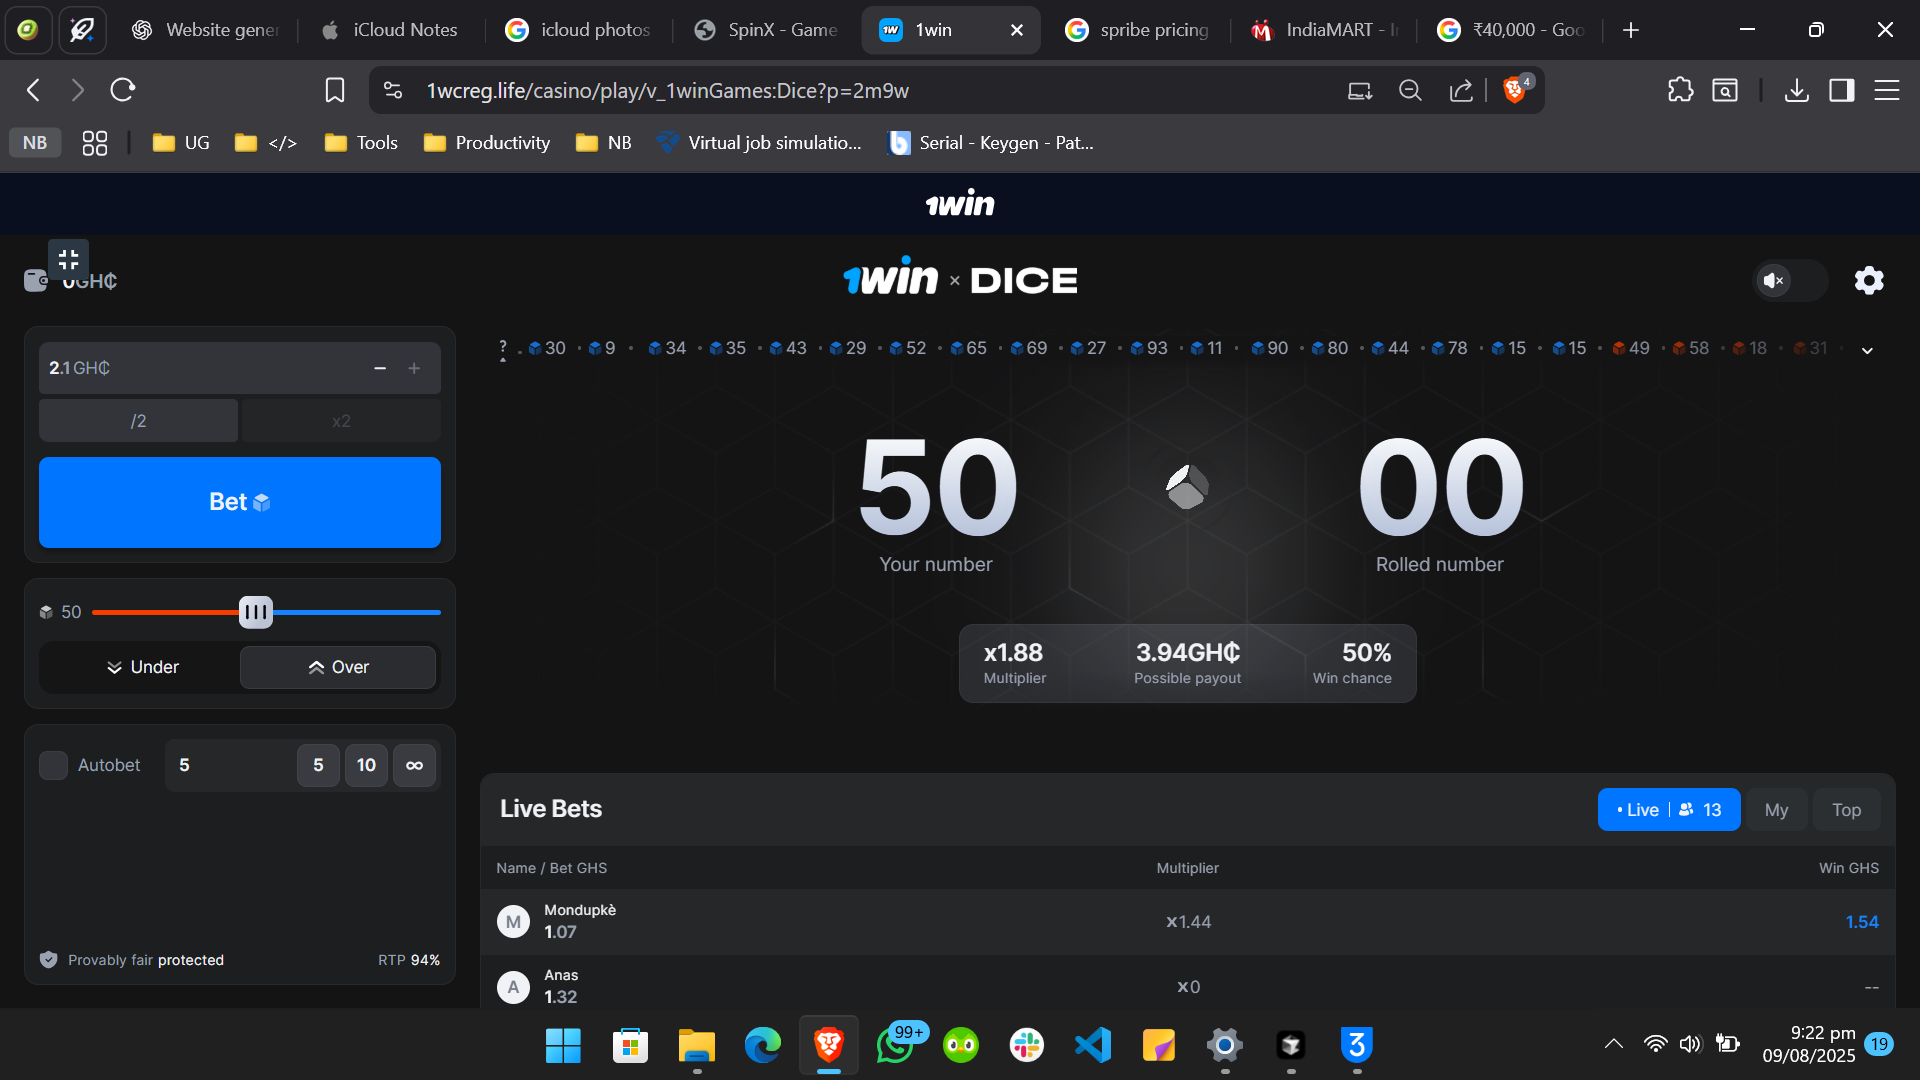 Website gener
iCloud Notes
icloud photos
SpinX - Game
1win
spribe pricing
IndiaMART - I
₹40,000 - Goo
1wcreg.life/casino/play/v_1winGames:Dice?p=2m9w
4
NB
UG
</>
Tools
Productivity
NB
Virtual job simulatio...
Serial - Keygen - Pat...
1win
0GH₵
1win × DICE
2.1 GH₵
/2
x2
Bet
50
Under
Over
Autobet
5
5
10
∞
Provably fair protected
RTP 94%
? 30 9 34 35 43 29 52 65 69 27 93 11 90 80 44 78 15 15 49 58 18 31
50
Your number
00
Rolled number
x1.88
Multiplier
3.94GH₵
Possible payout
50%
Win chance
Live Bets
• Live | 13
My
Top
Name / Bet GHS
Multiplier
Win GHS
M
Mondupkè
1.07
x1.44
1.54
A
Anas
1.32
x0
--
99+
3
9:22 pm
09/08/2025
19